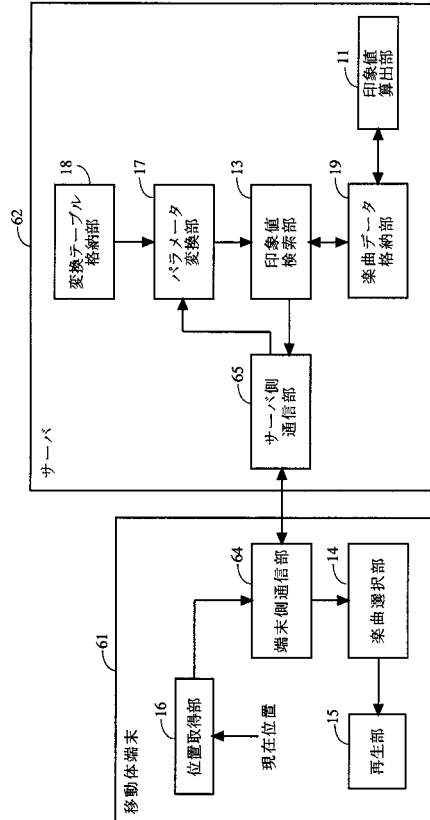 移動体端末
61
位置取得部
16
現在位置
端末側通信部
64
楽曲選択部
14
再生部
15
サーバ
62
サーバ側
通信部
65
変換テーブル
格納部
18
パラメータ
変換部
17
印象値
検索部
13
楽曲データ
格納部
19
印象値
算出部
11